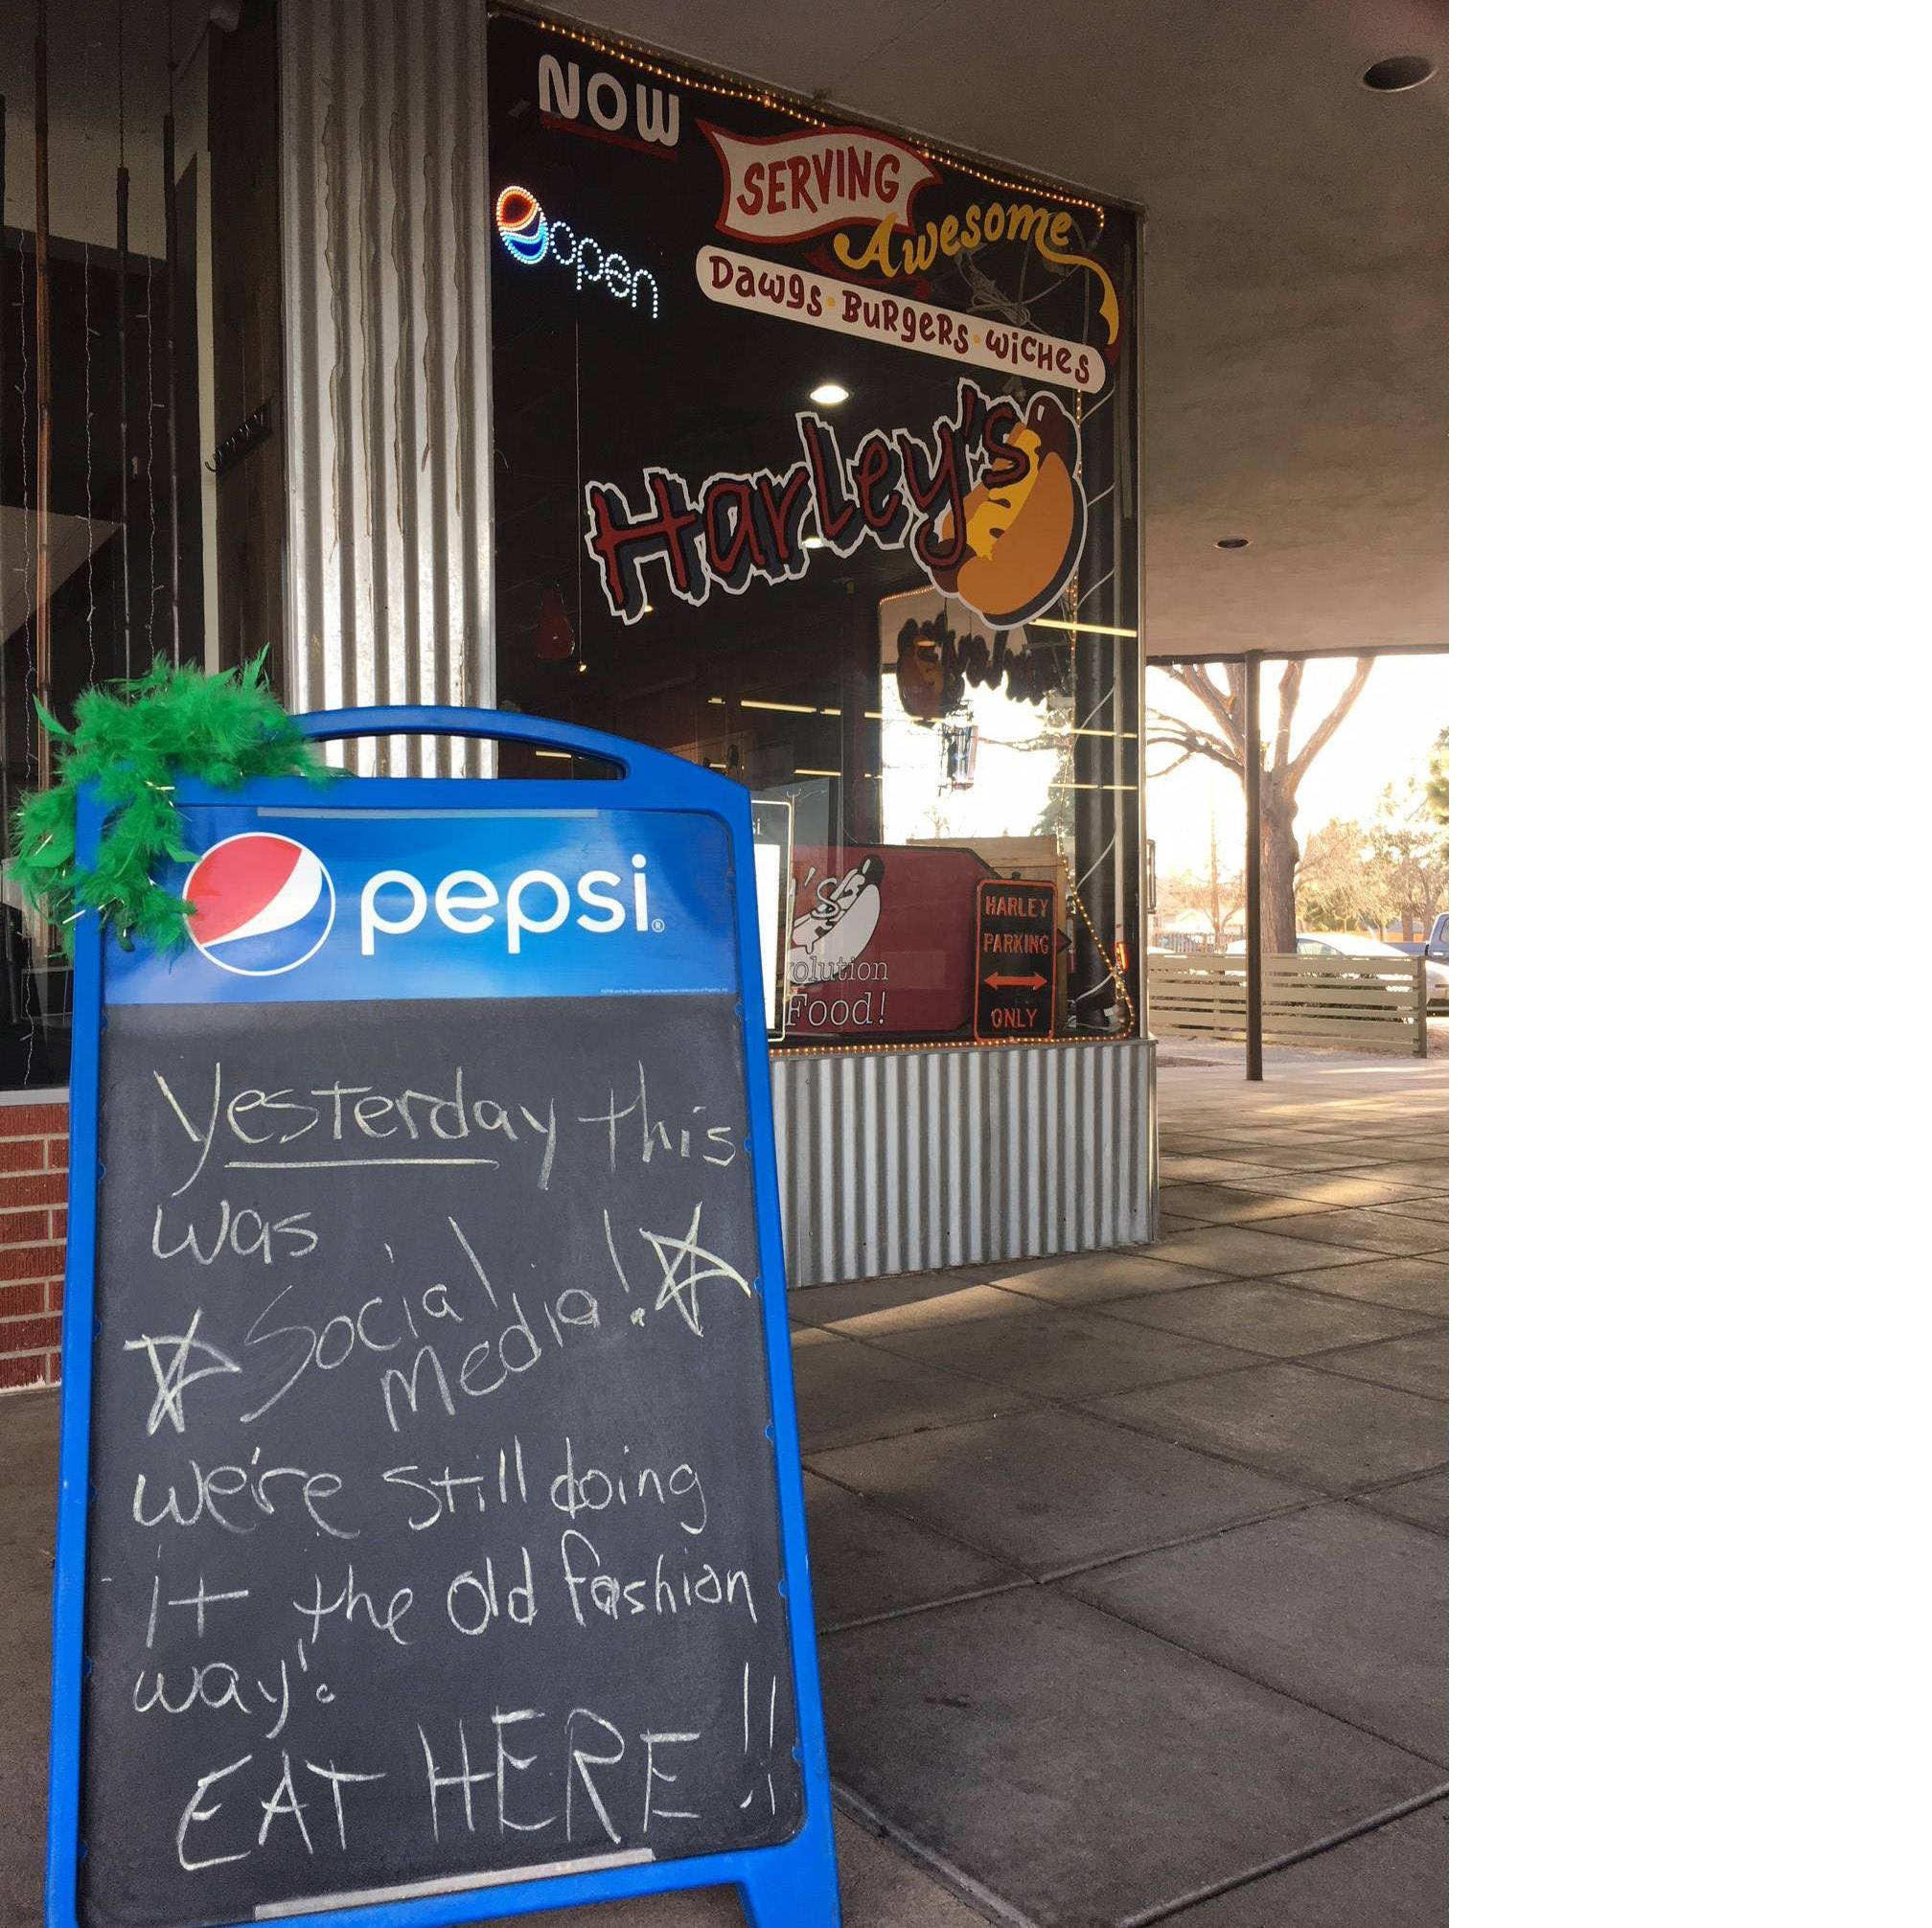 NOW
SERVING
Awesome
open
Dawgs · BuRgeRs · wiCHes
Harley's
pepsi®
's
olution
Food!
HARLEY
PARKING
ONLY
Yesterday this
was
Social
media!
we're still doing
it the old fashion
way!
EAT HERE!!